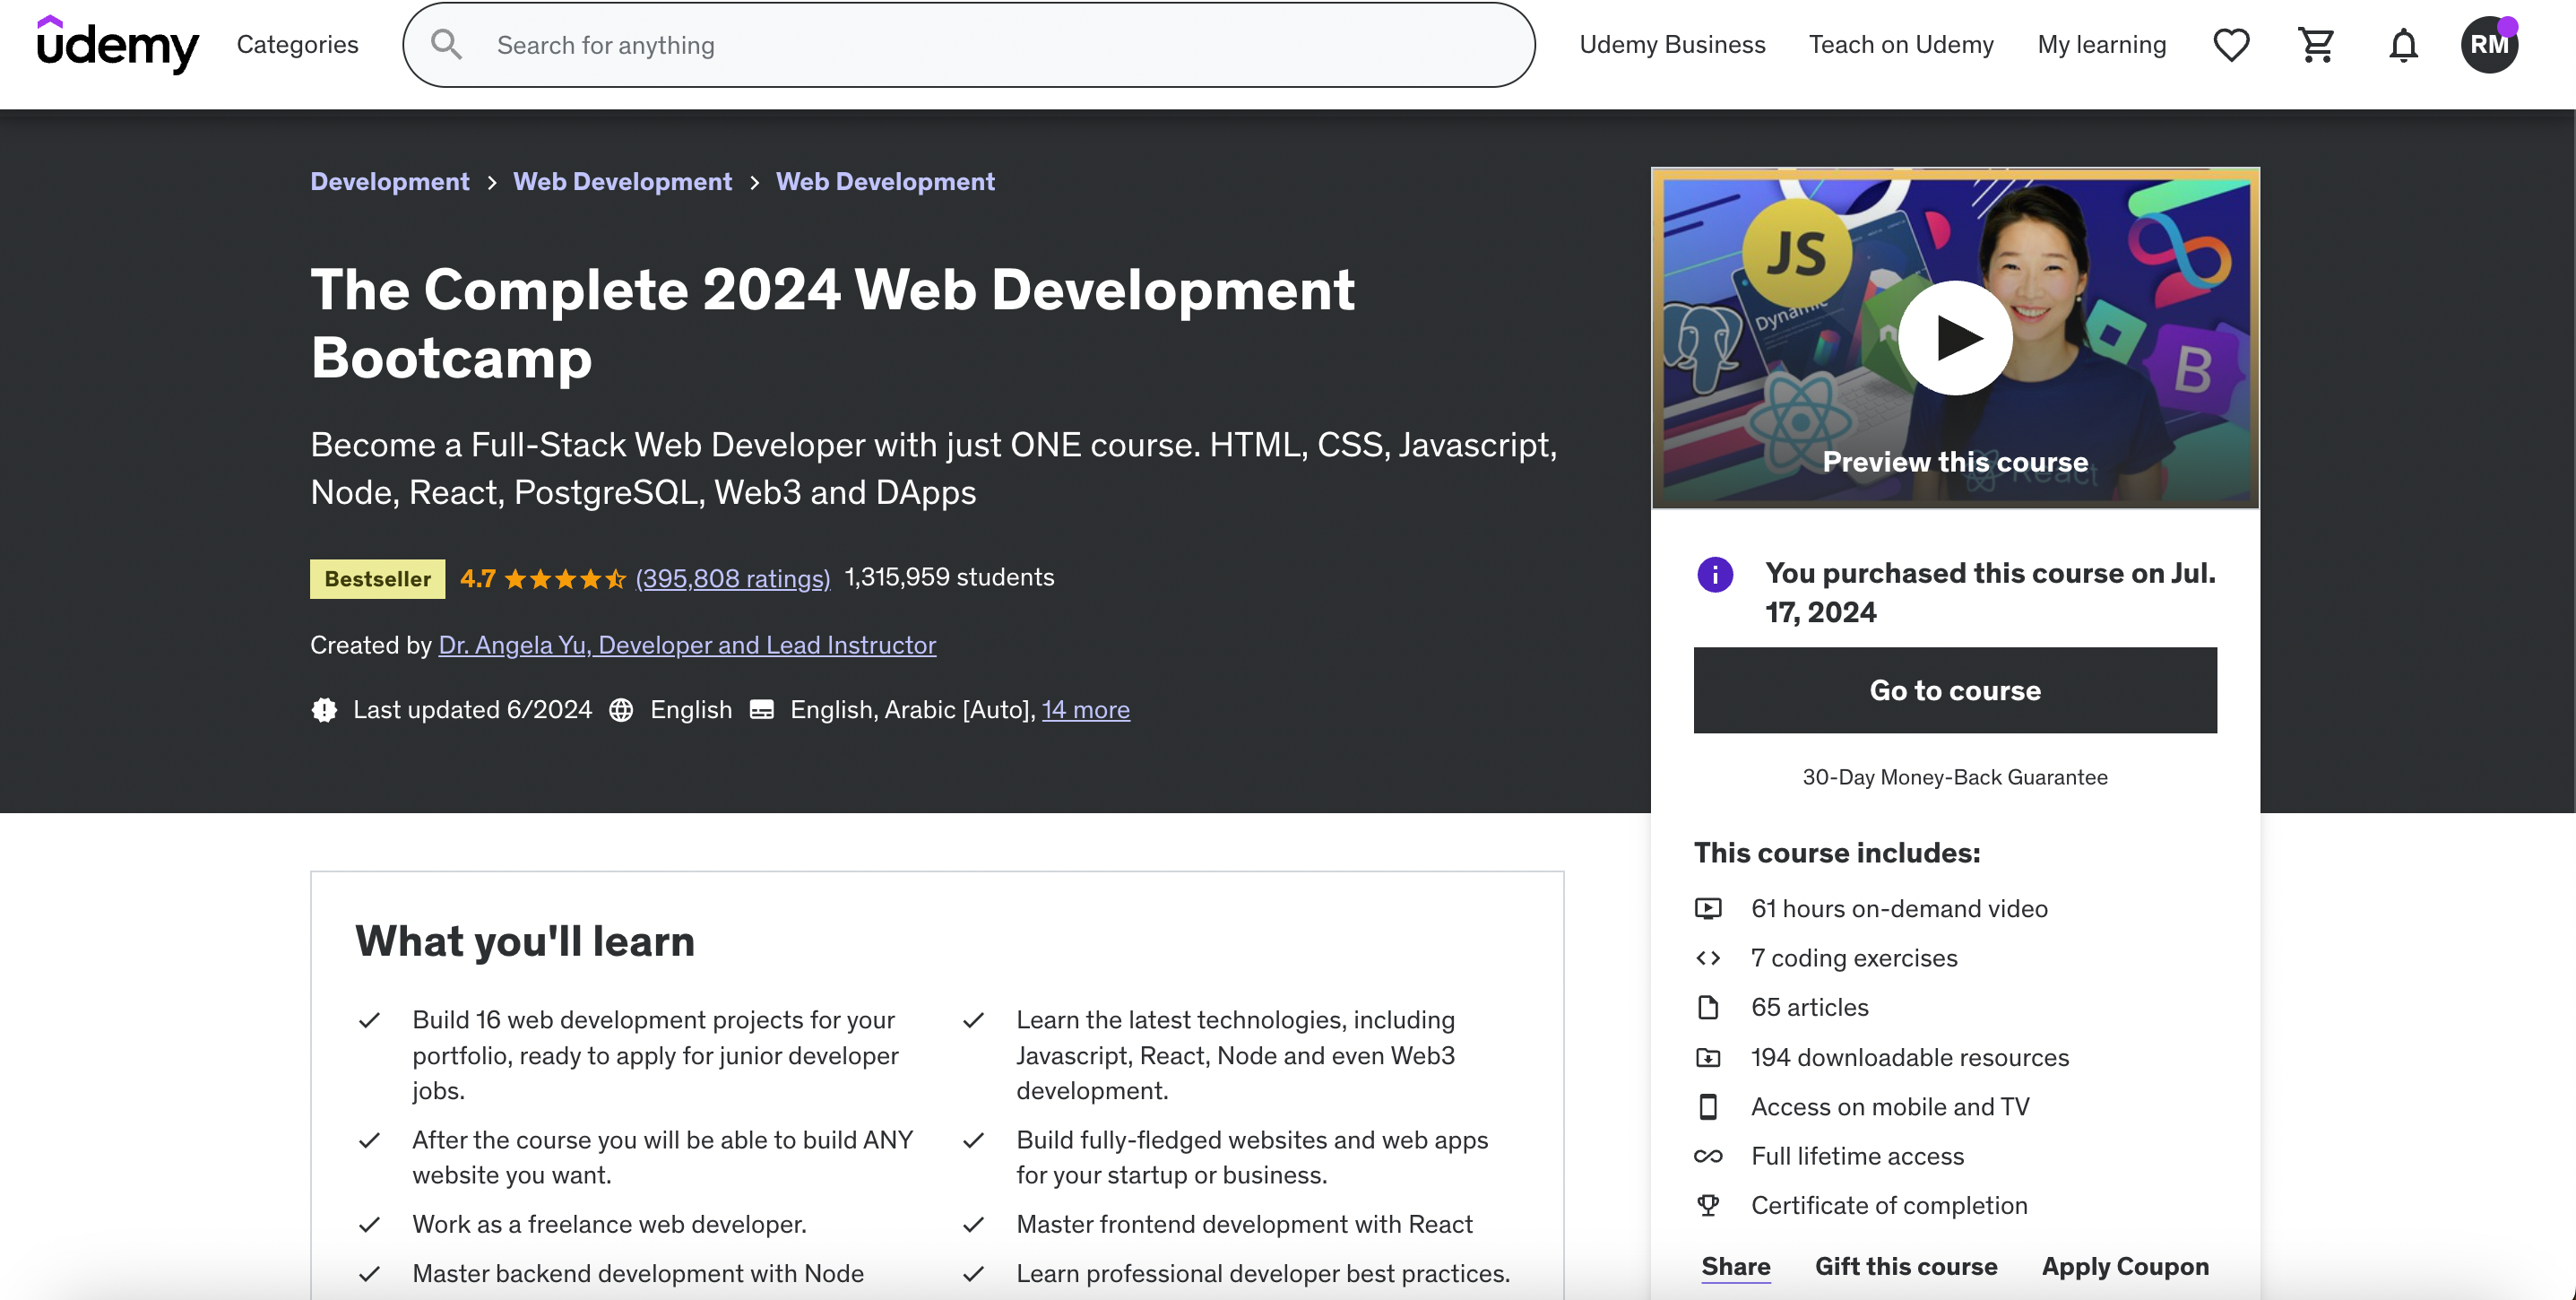 udemy
Categories
Search for anything
Udemy Business
Teach on Udemy
My learning
RM
Development > Web Development > Web Development
The Complete 2024 Web Development
Bootcamp
Become a Full-Stack Web Developer with just ONE course. HTML, CSS, Javascript,
Node, React, PostgreSQL, Web3 and DApps
Bestseller 4.7 (395,808 ratings) 1,315,959 students
Created by Dr. Angela Yu, Developer and Lead Instructor
Last updated 6/2024 English English, Arabic [Auto], 14 more
What you'll learn
Build 16 web development projects for your
portfolio, ready to apply for junior developer
jobs.
After the course you will be able to build ANY
website you want.
Work as a freelance web developer.
Master backend development with Node
Learn the latest technologies, including
Javascript, React, Node and even Web3
development.
Build fully-fledged websites and web apps
for your startup or business.
Master frontend development with React
Learn professional developer best practices.
JS
Dynamic
B
React
Preview this course
You purchased this course on Jul.
17, 2024
Go to course
30-Day Money-Back Guarantee
This course includes:
61 hours on-demand video
7 coding exercises
65 articles
194 downloadable resources
Access on mobile and TV
Full lifetime access
Certificate of completion
Share
Gift this course
Apply Coupon